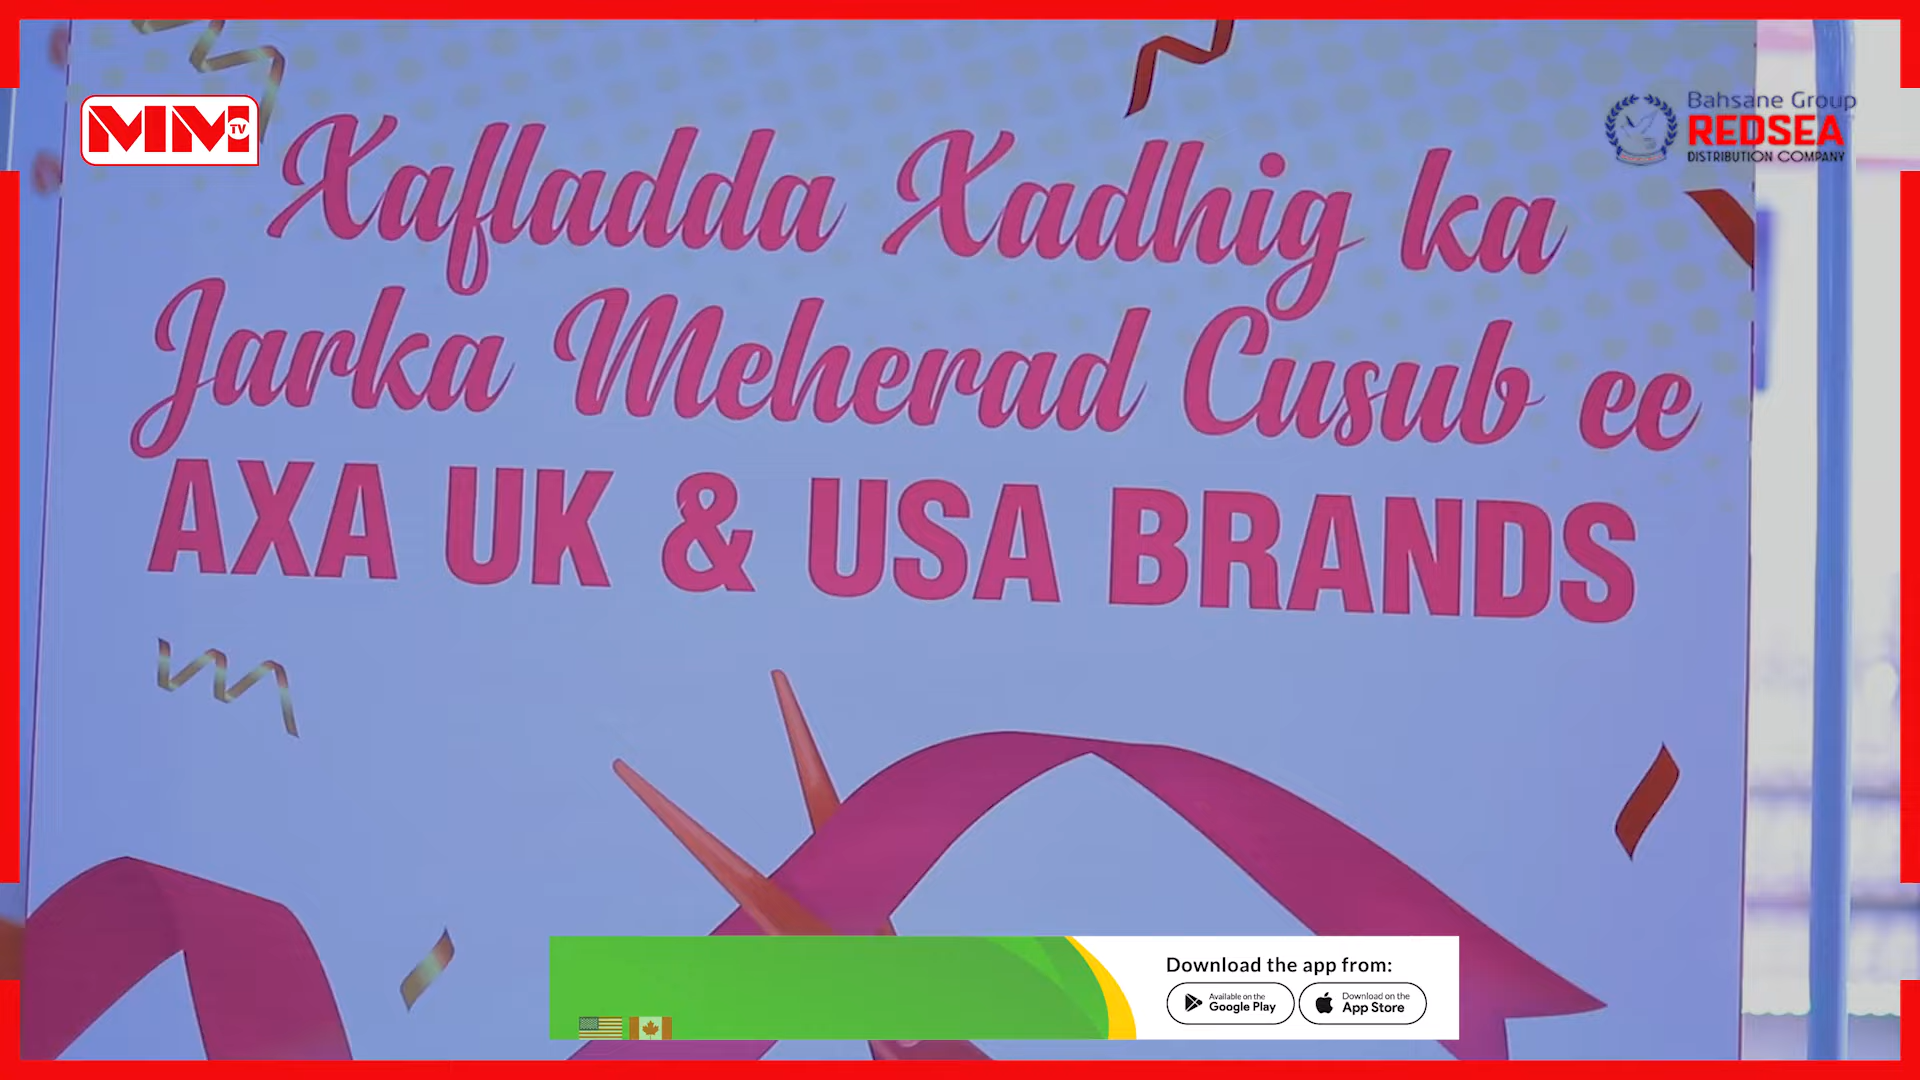 MM TV
Bahsane Group
REDSEA
DISTRIBUTION COMPANY
Xafladda Xadhig ka
Jarka Meherad Cusub ee
AXA UK & USA BRANDS
Download the app from:
Available on the
Google Play
Download on the
App Store